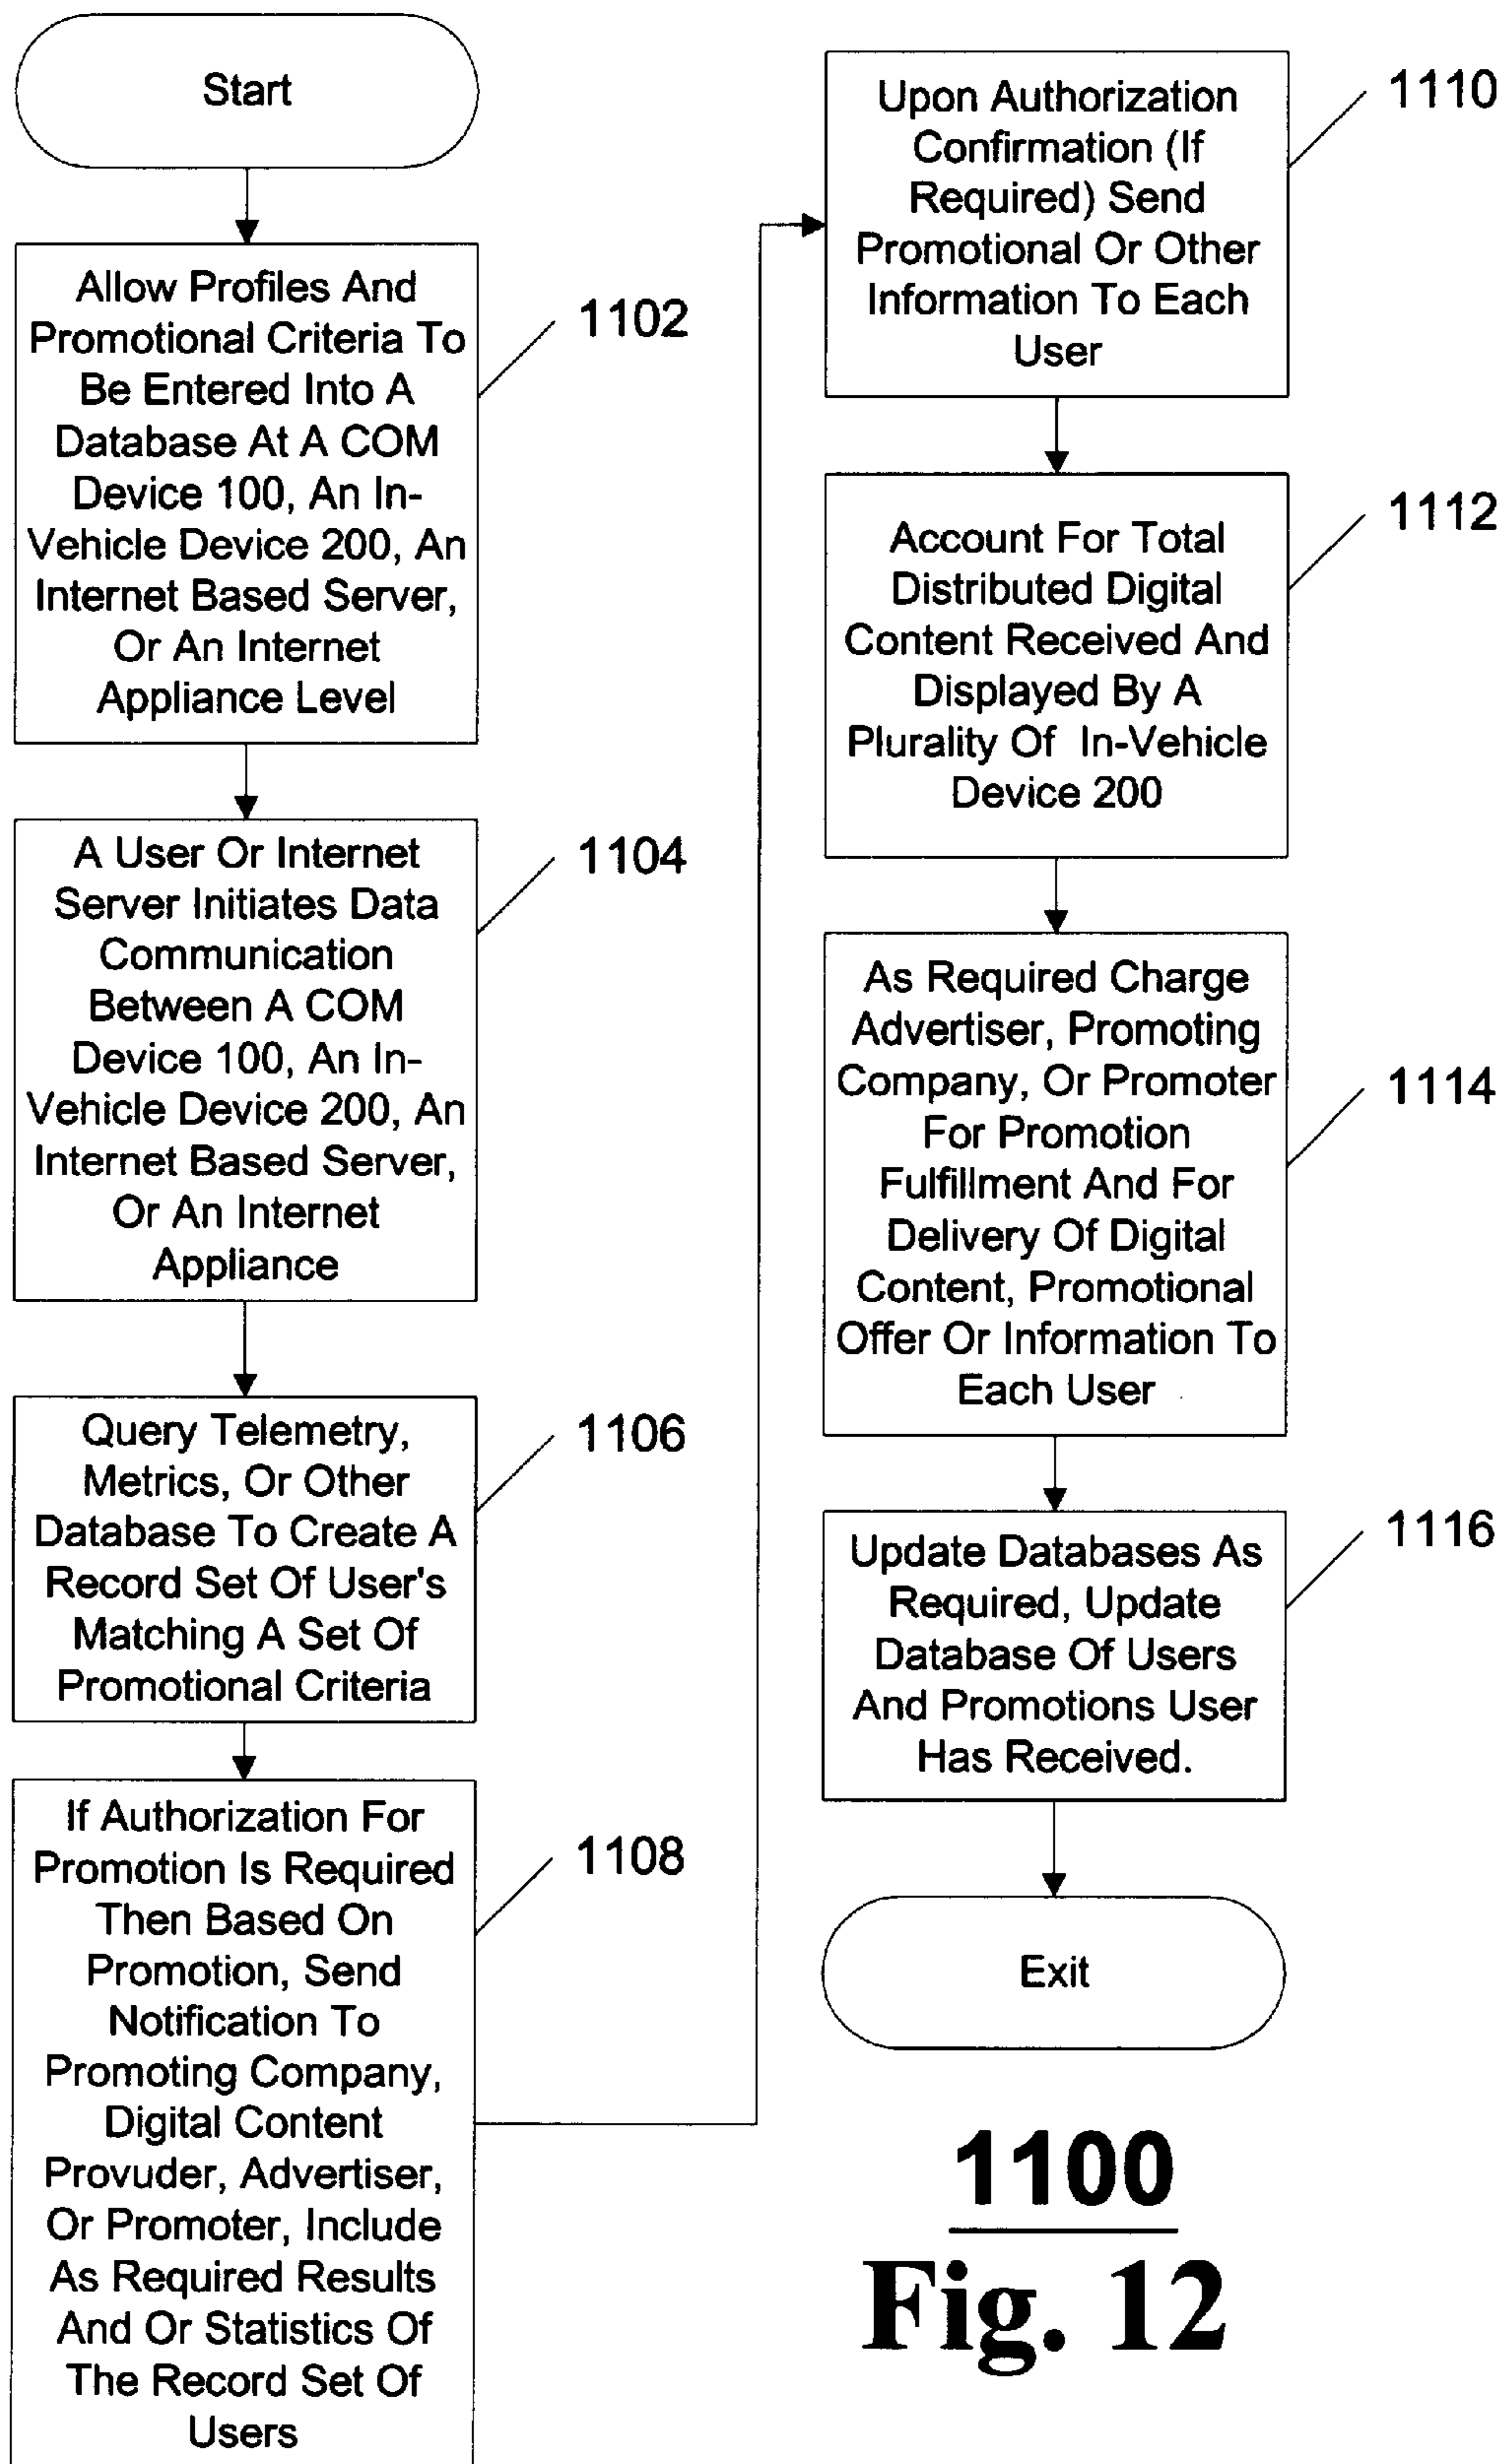 Start
Allow Profiles And
Promotional Criteria To
Be Entered Into A
Database At A COM
Device 100, An In-
Vehicle Device 200, An
Internet Based Server,
Or An Internet
Appliance Level
1102
A User Or Internet
Server Initiates Data
Communication
Between A COM
Device 100, An In-
Vehicle Device 200, An
Internet Based Server,
Or An Internet
Appliance
1104
Query Telemetry,
Metrics, Or Other
Database To Create A
Record Set Of User's
Matching A Set Of
Promotional Criteria
1106
If Authorization For
Promotion Is Required
Then Based On
Promotion, Send
Notification To
Promoting Company,
Digital Content
Provuder, Advertiser,
Or Promoter, Include
As Required Results
And Or Statistics Of
The Record Set Of
Users
1108
Upon Authorization
Confirmation (If
Required) Send
Promotional Or Other
Information To Each
User
1110
Account For Total
Distributed Digital
Content Received And
Displayed By A
Plurality Of In-Vehicle
Device 200
1112
As Required Charge
Advertiser, Promoting
Company, Or Promoter
For Promotion
Fulfillment And For
Delivery Of Digital
Content, Promotional
Offer Or Information To
Each User
1114
Update Databases As
Required, Update
Database Of Users
And Promotions User
Has Received.
1116
Exit
1100
Fig. 12